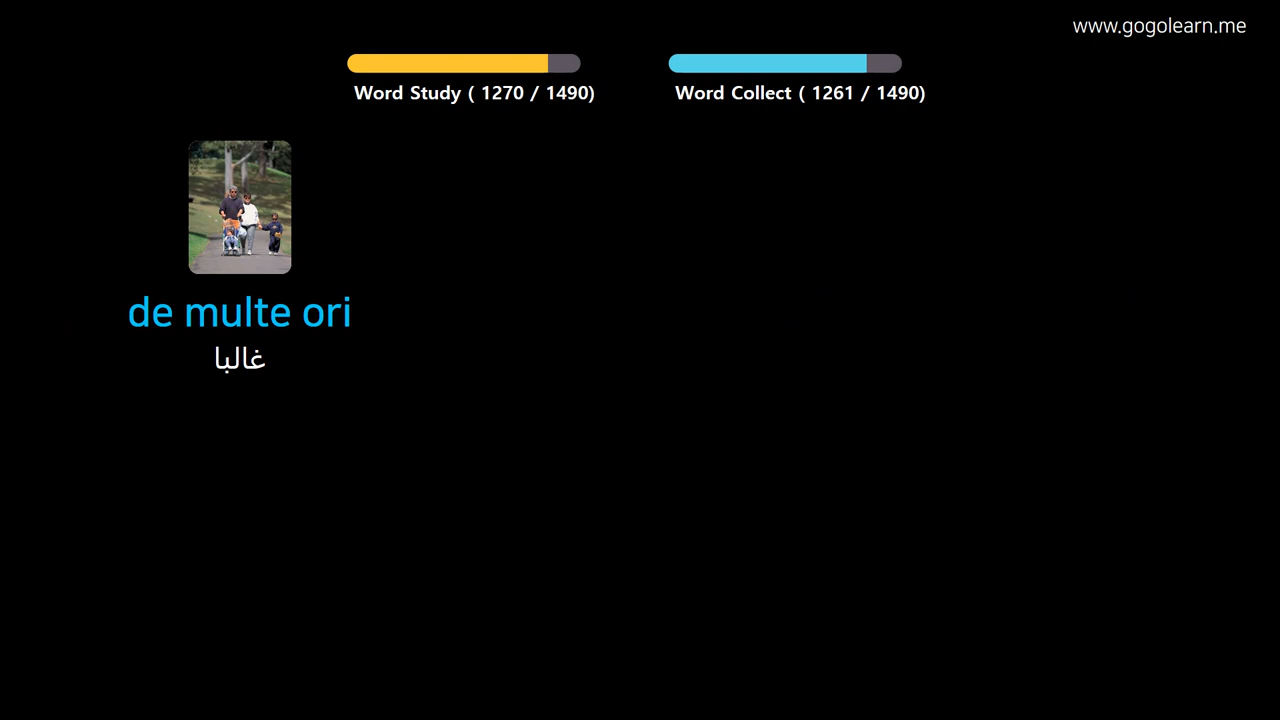 www.gogolearn.me
Word Study ( 1270 / 1490)
Word Collect ( 1261 / 1490)
de multe ori
غالبا